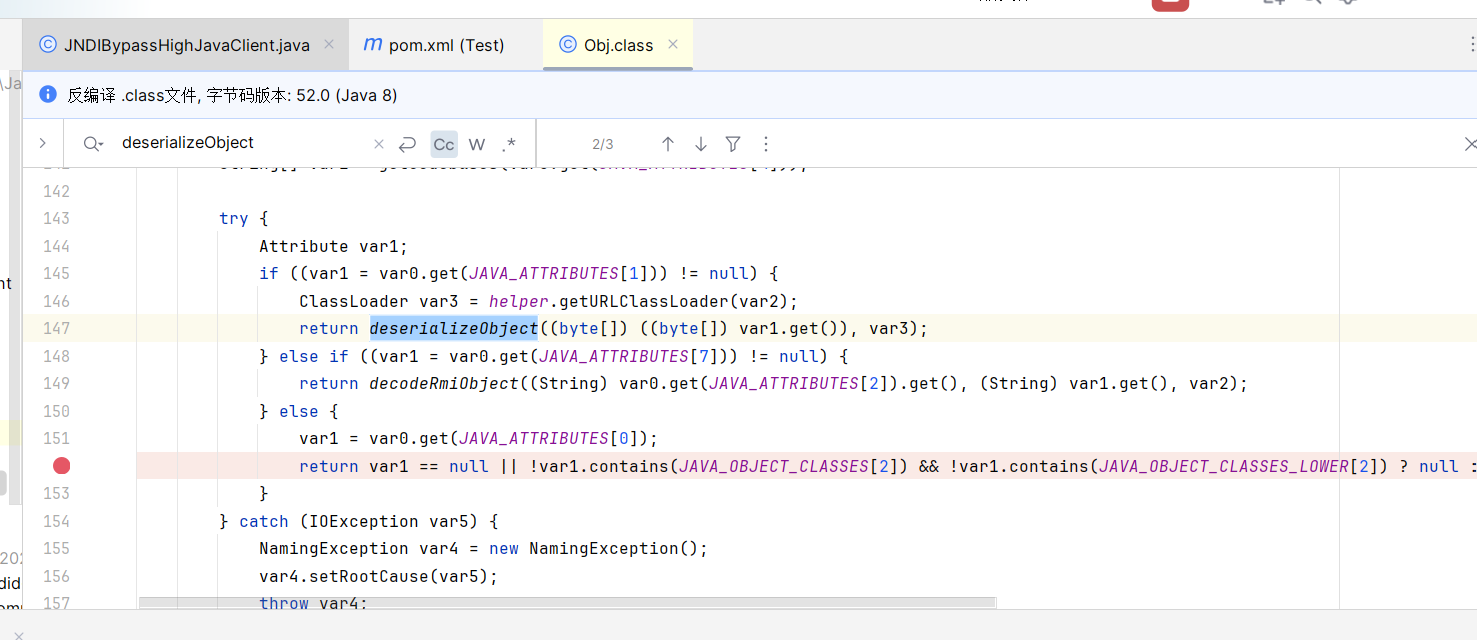 JNDIBypassHighJavaClient.java
pom.xml (Test)
Obj.class
反编译 .class文件, 字节码版本: 52.0 (Java 8)
deserializeObject
Cc W .*
2/3
142
143 try {
144 Attribute var1;
145 if ((var1 = var0.get(JAVA_ATTRIBUTES[1])) != null) {
146 ClassLoader var3 = helper.getURLClassLoader(var2);
147 return deserializeObject((byte[]) ((byte[]) var1.get()), var3);
148 } else if ((var1 = var0.get(JAVA_ATTRIBUTES[7])) != null) {
149 return decodeRmiObject((String) var0.get(JAVA_ATTRIBUTES[2]).get(), (String) var1.get(), var2);
150 } else {
151 var1 = var0.get(JAVA_ATTRIBUTES[0]);
return var1 == null || !var1.contains(JAVA_OBJECT_CLASSES[2]) && !var1.contains(JAVA_OBJECT_CLASSES_LOWER[2]) ? null :
153 }
154 } catch (IOException var5) {
155 NamingException var4 = new NamingException();
156 var4.setRootCause(var5);
157 throw var4;